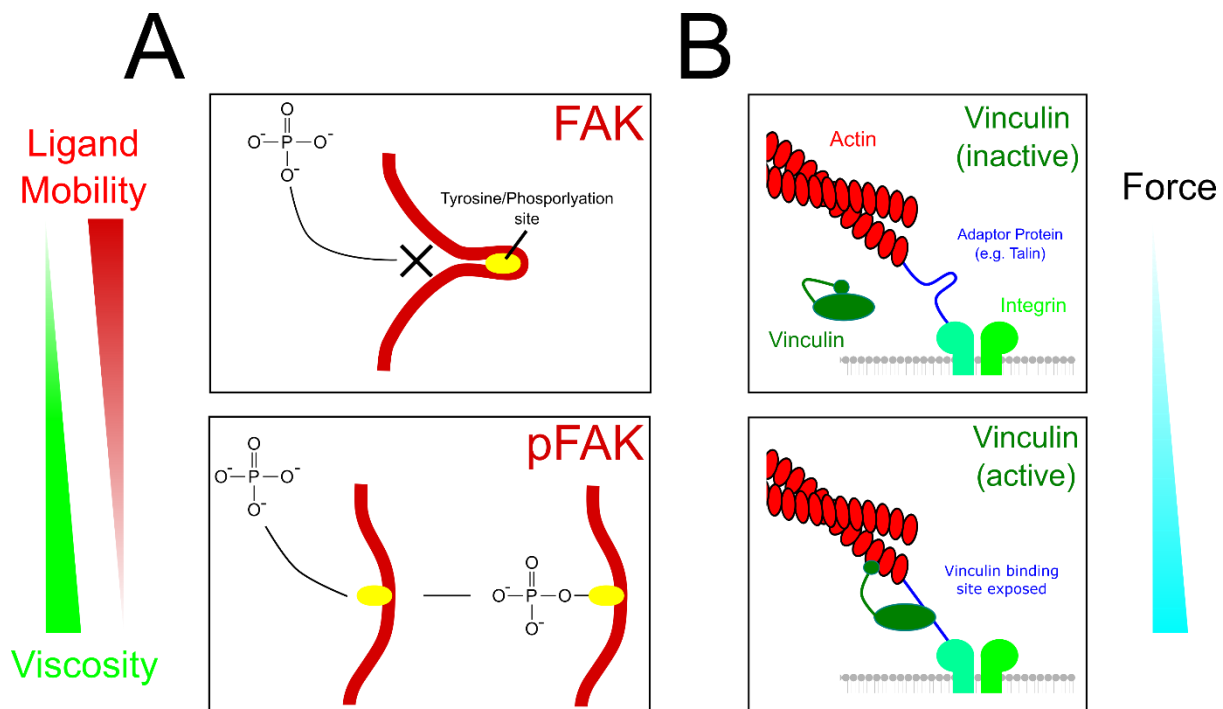 A
B
Ligand
Mobility
Viscosity
FAK
O
O⁻—P—O⁻
O⁻
Tyrosine/Phosporlyation
site
pFAK
O
O⁻—P—O⁻
O⁻
O
O⁻—P—O
O⁻
Vinculin
(inactive)
Actin
Adaptor Protein
(e.g. Talin)
Integrin
Vinculin
Vinculin
(active)
Vinculin binding
site exposed
Force